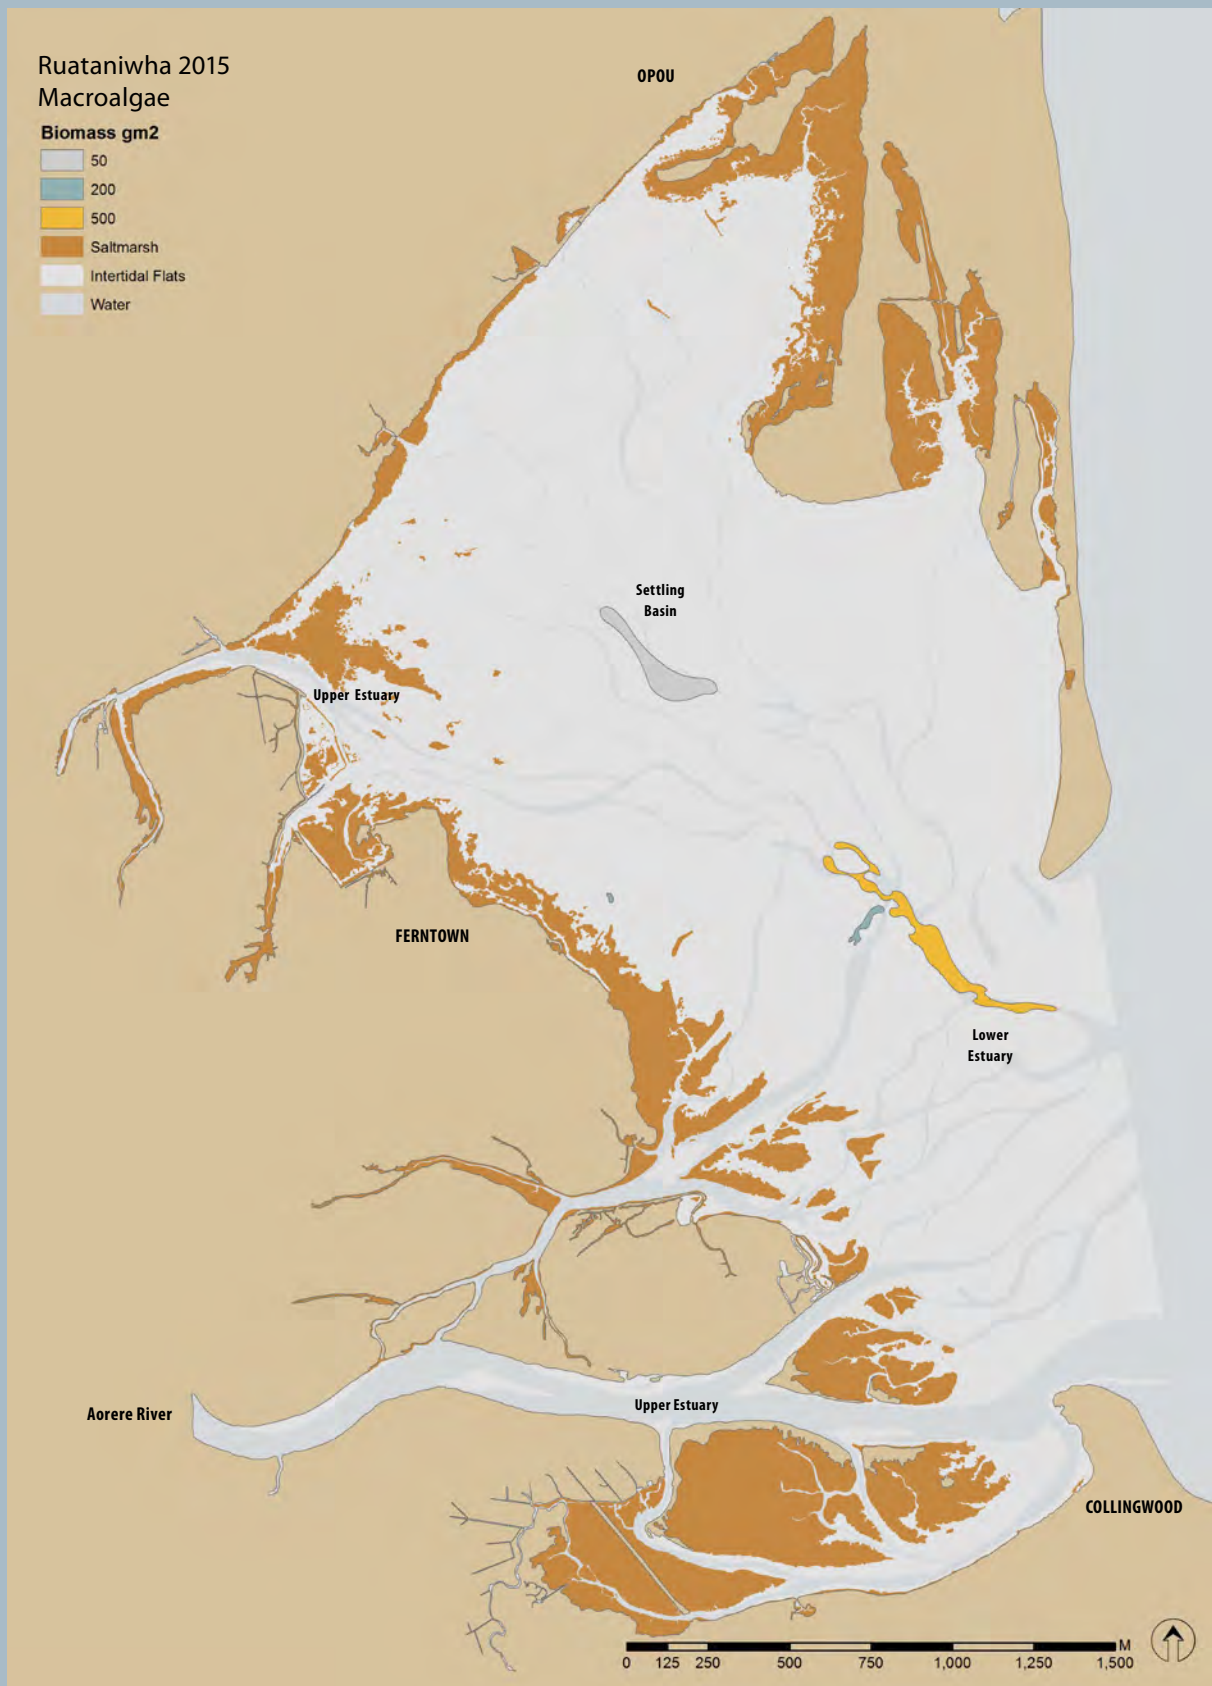 Ruataniwha 2015
Macroalgae
Biomass gm2
50
200
500
Saltmarsh
Intertidal Flats
Water
OPOU
Settling
Basin
Upper Estuary
FERNTOWN
Lower
Estuary
Aorere River
Upper Estuary
COLLINGWOOD
M
0 125 250 500 750 1,000 1,250 1,500